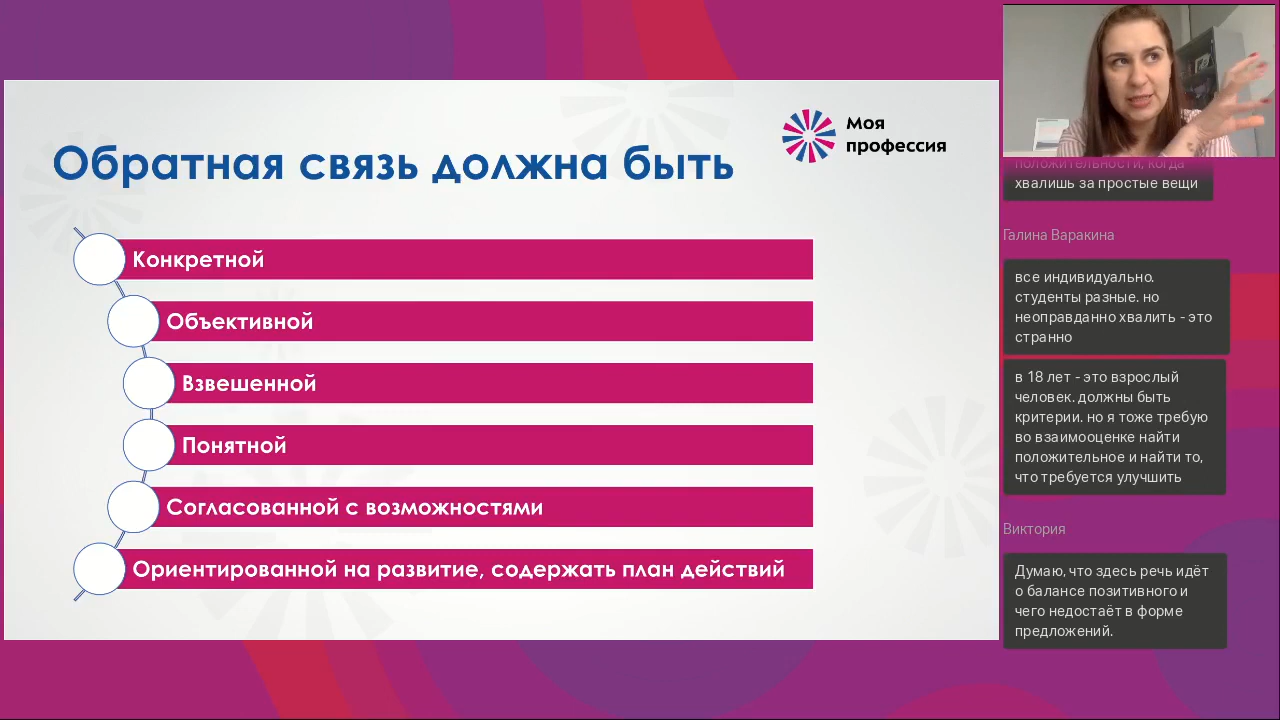 Обратная связь должна быть
Моя
профессия
Конкретной
Объективной
Взвешенной
Понятной
Согласованной с возможностями
Ориентированной на развитие, содержать план действий
положительности, когда
хвалишь за простые вещи
Галина Варакина
все индивидуально.
студенты разные. но
неоправданно хвалить - это
странно
в 18 лет - это взрослый
человек. должны быть
критерии. но я тоже требую
во взаимооценке найти
положительное и найти то,
что требуется улучшить
Виктория
Думаю, что здесь речь идёт
о балансе позитивного и
чего недостаёт в форме
предложений.